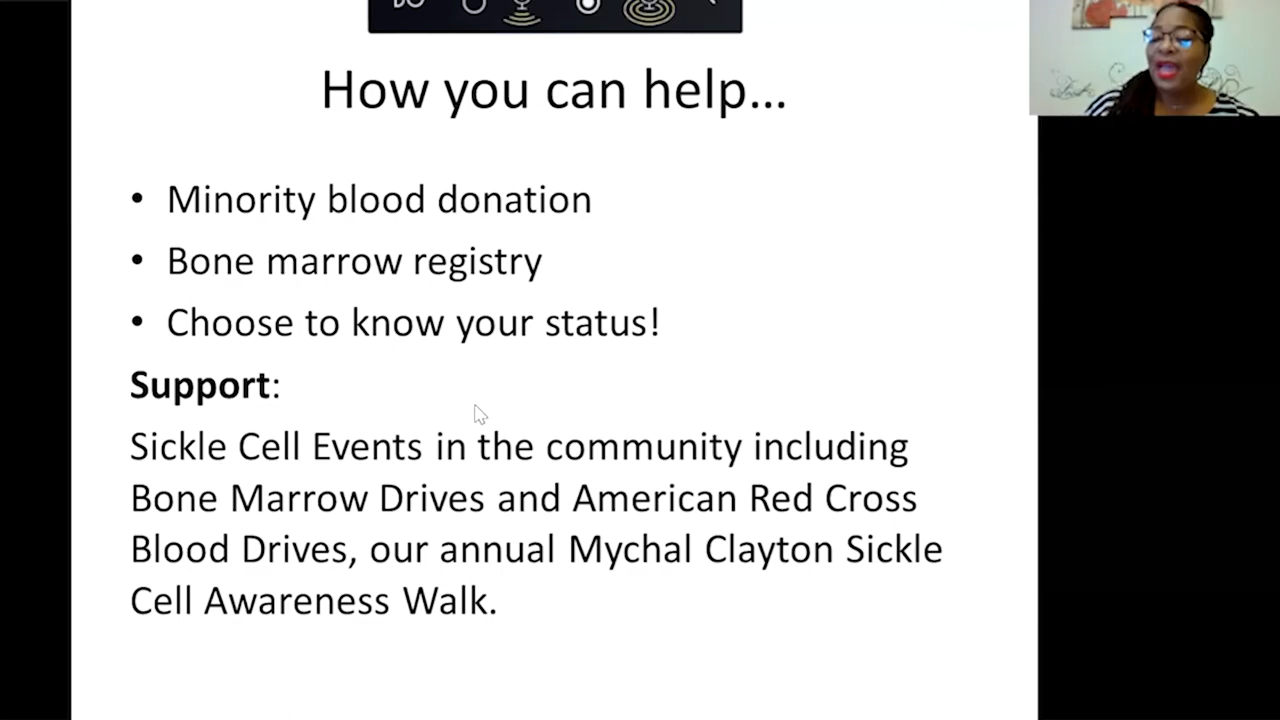 How you can help...
• Minority blood donation
• Bone marrow registry
• Choose to know your status!
Support:
Sickle Cell Events in the community including
Bone Marrow Drives and American Red Cross
Blood Drives, our annual Mychal Clayton Sickle
Cell Awareness Walk.